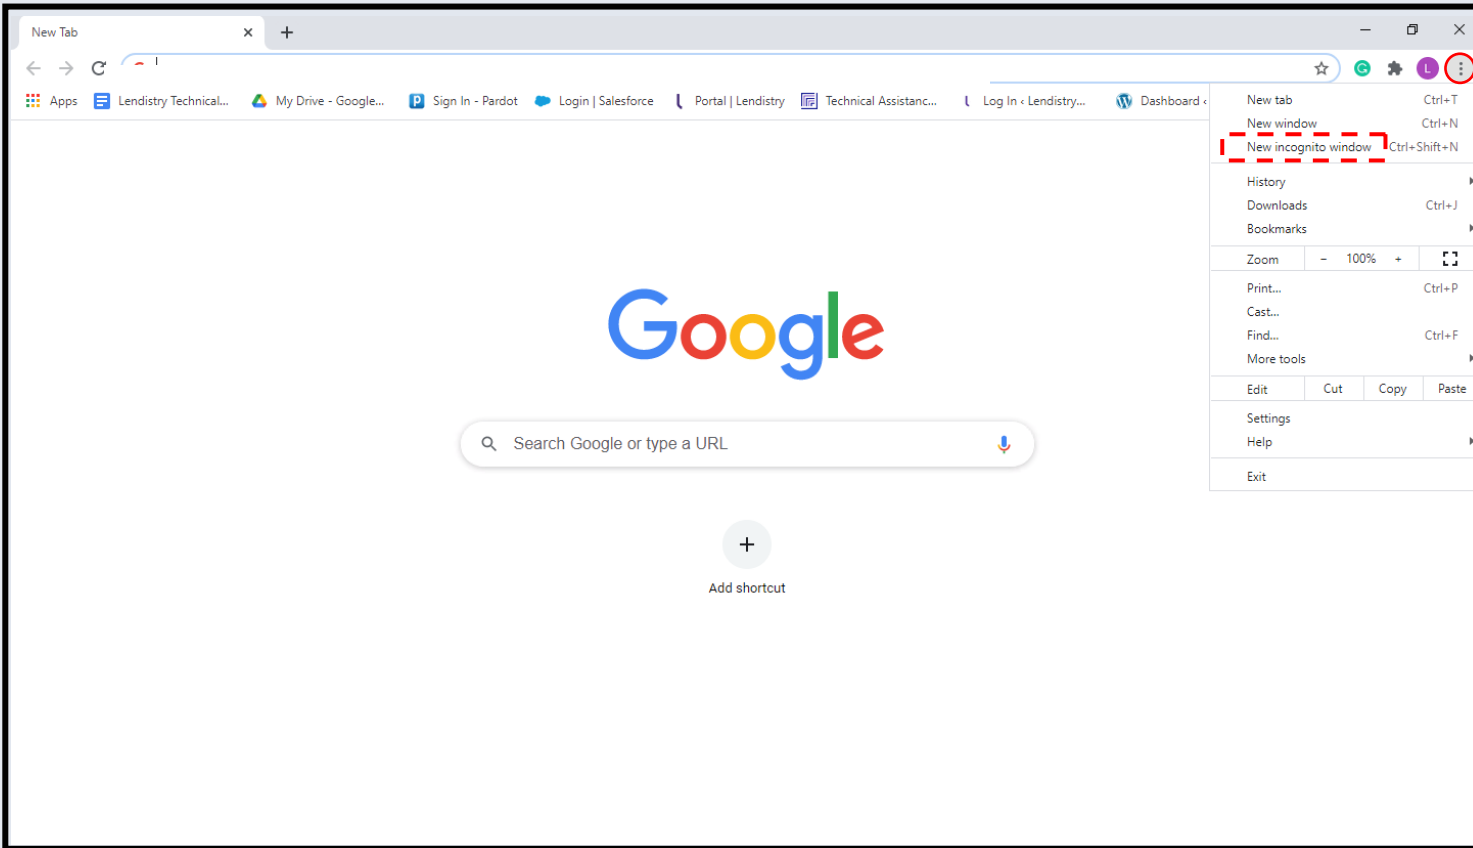 New Tab
Apps Lendistry Technical... My Drive - Google... Sign In - Pardot Login | Salesforce Portal | Lendistry Technical Assistanc... Log In ‹ Lendistry... Dashboard ‹
L
New tab Ctrl+T
New window Ctrl+N
New incognito window Ctrl+Shift+N
History
Downloads Ctrl+J
Bookmarks
Zoom - 100% +
Print... Ctrl+P
Cast...
Find... Ctrl+F
More tools
Edit Cut Copy Paste
Settings
Help
Exit
Google
Search Google or type a URL
Add shortcut